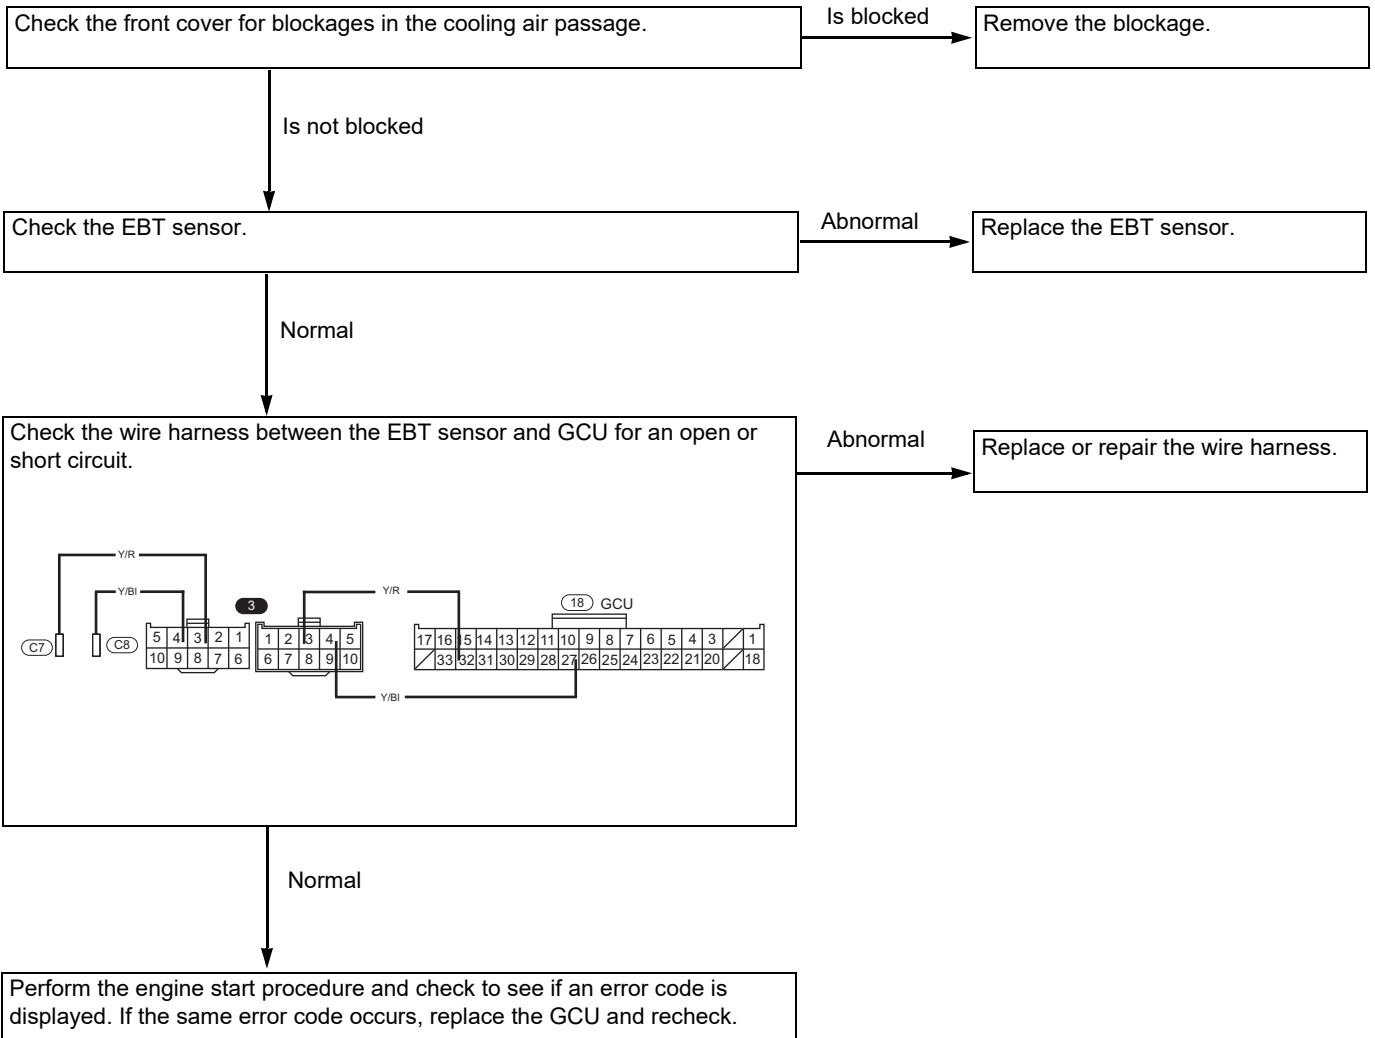 Check the front cover for blockages in the cooling air passage.
Is blocked
Remove the blockage.
Is not blocked
Check the EBT sensor.
Abnormal
Replace the EBT sensor.
Normal
Check the wire harness between the EBT sensor and GCU for an open or
short circuit.
Abnormal
Replace or repair the wire harness.
Y/R
Y/Bl
3
Y/R
18 GCU
C7
C8
5 4 3 2 1
10 9 8 7 6
1 2 3 4 5
6 7 8 9 10
17 16 15 14 13 12 11 10 9 8 7 6 5 4 3 1
33 32 31 30 29 28 27 26 25 24 23 22 21 20 18
Y/Bl
Normal
Perform the engine start procedure and check to see if an error code is
displayed. If the same error code occurs, replace the GCU and recheck.